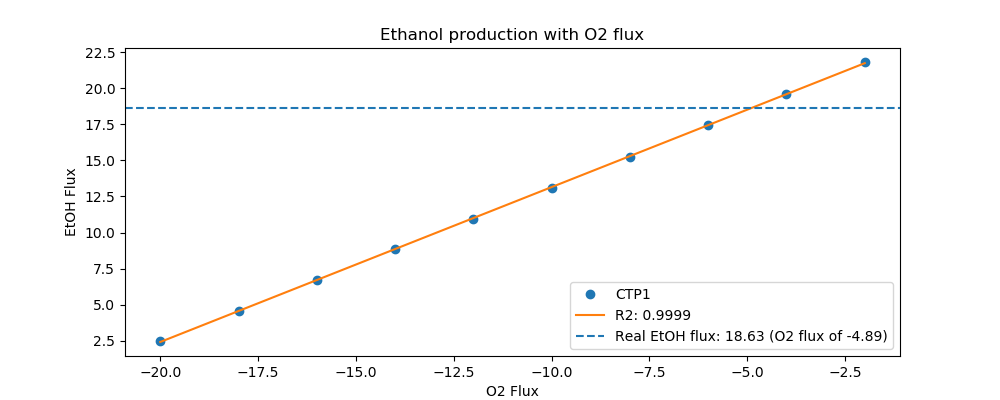 Ethanol production with O2 flux
EtOH Flux
22.5
20.0
17.5
15.0
12.5
10.0
7.5
5.0
2.5
CTP1
R2: 0.9999
Real EtOH flux: 18.63 (O2 flux of -4.89)
−20.0 −17.5 −15.0 −12.5 −10.0 −7.5 −5.0 −2.5
O2 Flux